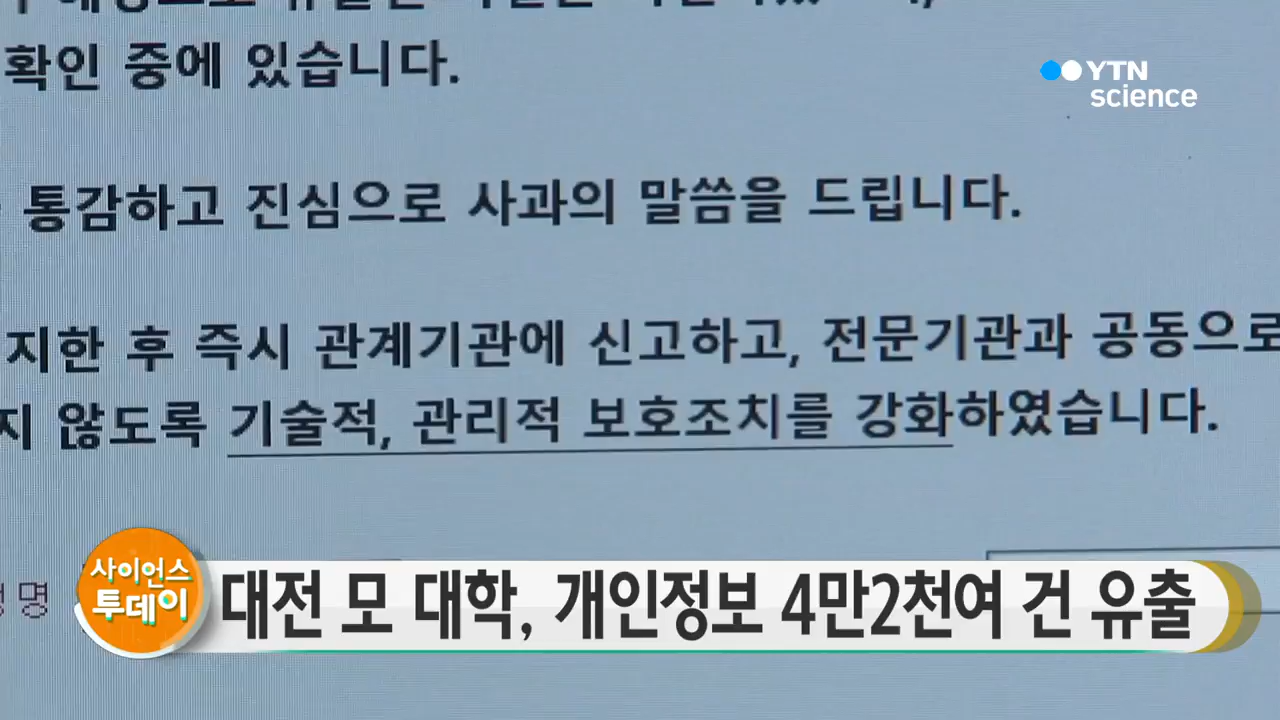 확인 중에 있습니다.
YTN
science
통감하고 진심으로 사과의 말씀을 드립니다.
지한 후 즉시 관계기관에 신고하고, 전문기관과 공동으로
지 않도록 기술적, 관리적 보호조치를 강화하였습니다.
명
사이언스
투데이
대전 모 대학, 개인정보 4만2천여 건 유출